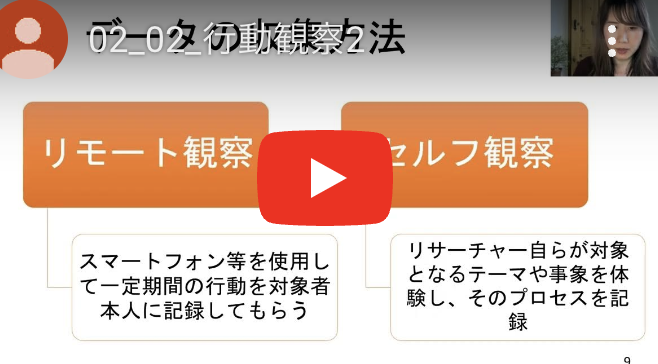 データの収集方法
02_02_行動観察2
リモート観察
セルフ観察
スマートフォン等を使用し
て一定期間の行動を対象者
本人に記録してもらう
リサーチャー自らが対象
となるテーマや事象を体
験し、そのプロセスを記
録
9